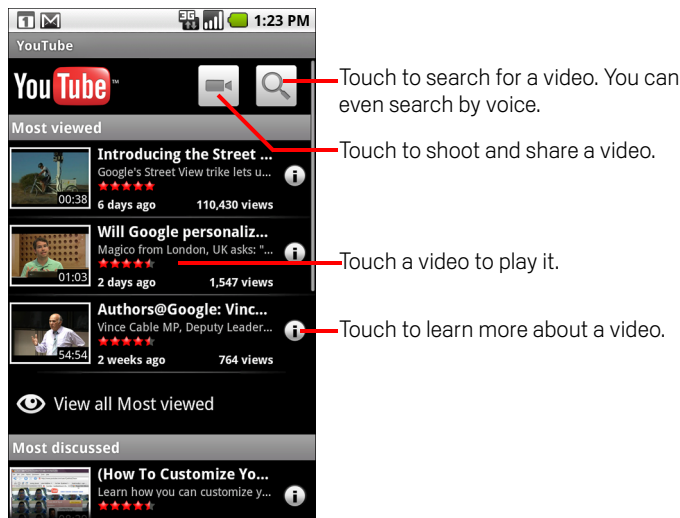 1 1:23 PM
3G
YouTube
You Tube ™
Touch to search for a video. You can
even search by voice.
Most viewed
Touch to shoot and share a video.
Introducing the Street ...
Google's Street View trike lets u...
00:38
6 days ago 110,430 views
Will Google personaliz...
Magico from London, UK asks: "...
01:03
2 days ago 1,547 views
Touch a video to play it.
Authors@Google: Vinc...
Vince Cable MP, Deputy Leader...
54:54
2 weeks ago 764 views
Touch to learn more about a video.
View all Most viewed
Most discussed
(How To Customize Yo...
Learn how you can customize y...